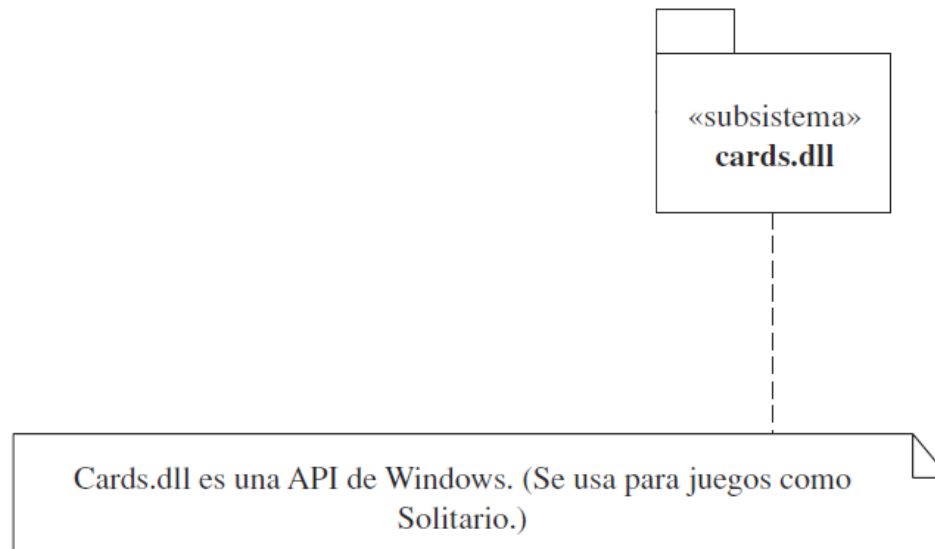 «subsistema»
cards.dll
Cards.dll es una API de Windows. (Se usa para juegos como
Solitario.)